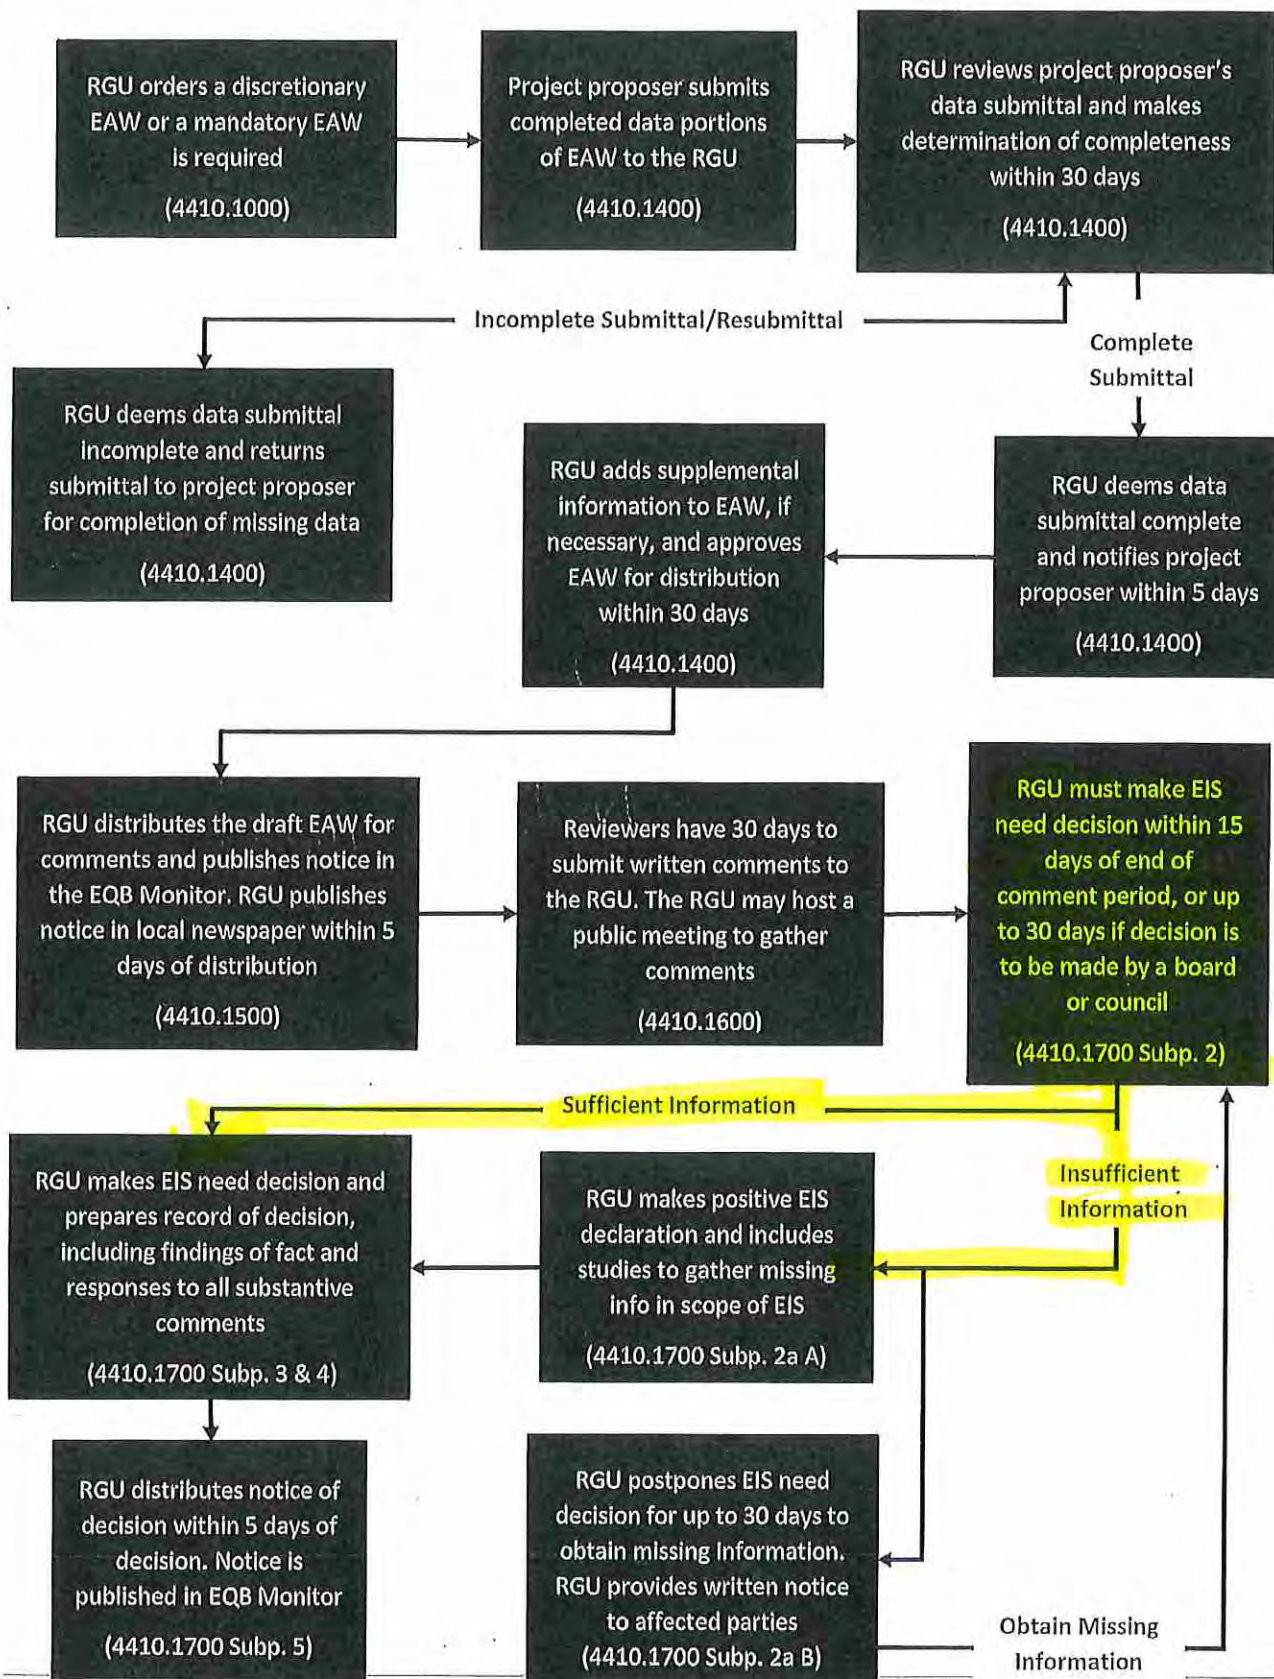 RGU orders a discretionary
EAW or a mandatory EAW
is required
(4410.1000)
Project proposer submits
completed data portions
of EAW to the RGU
(4410.1400)
RGU reviews project proposer's
data submittal and makes
determination of completeness
within 30 days
(4410.1400)
Incomplete Submittal/Resubmittal
Complete
Submittal
RGU deems data submittal
incomplete and returns
submittal to project proposer
for completion of missing data
(4410.1400)
RGU adds supplemental
information to EAW, if
necessary, and approves
EAW for distribution
within 30 days
(4410.1400)
RGU deems data
submittal complete
and notifies project
proposer within 5 days
(4410.1400)
RGU distributes the draft EAW for
comments and publishes notice in
the EQB Monitor. RGU publishes
notice in local newspaper within 5
days of distribution
(4410.1500)
Reviewers have 30 days to
submit written comments to
the RGU. The RGU may host a
public meeting to gather
comments
(4410.1600)
RGU must make EIS
need decision within 15
days of end of
comment period, or up
to 30 days if decision is
to be made by a board
or council
(4410.1700 Subp. 2)
Sufficient Information
Insufficient
Information
RGU makes EIS need decision and
prepares record of decision,
including findings of fact and
responses to all substantive
comments
(4410.1700 Subp. 3 & 4)
RGU makes positive EIS
declaration and includes
studies to gather missing
info in scope of EIS
(4410.1700 Subp. 2a A)
RGU distributes notice of
decision within 5 days of
decision. Notice is
published in EQB Monitor
(4410.1700 Subp. 5)
RGU postpones EIS need
decision for up to 30 days to
obtain missing Information.
RGU provides written notice
to affected parties
(4410.1700 Subp. 2a B)
Obtain Missing
Information